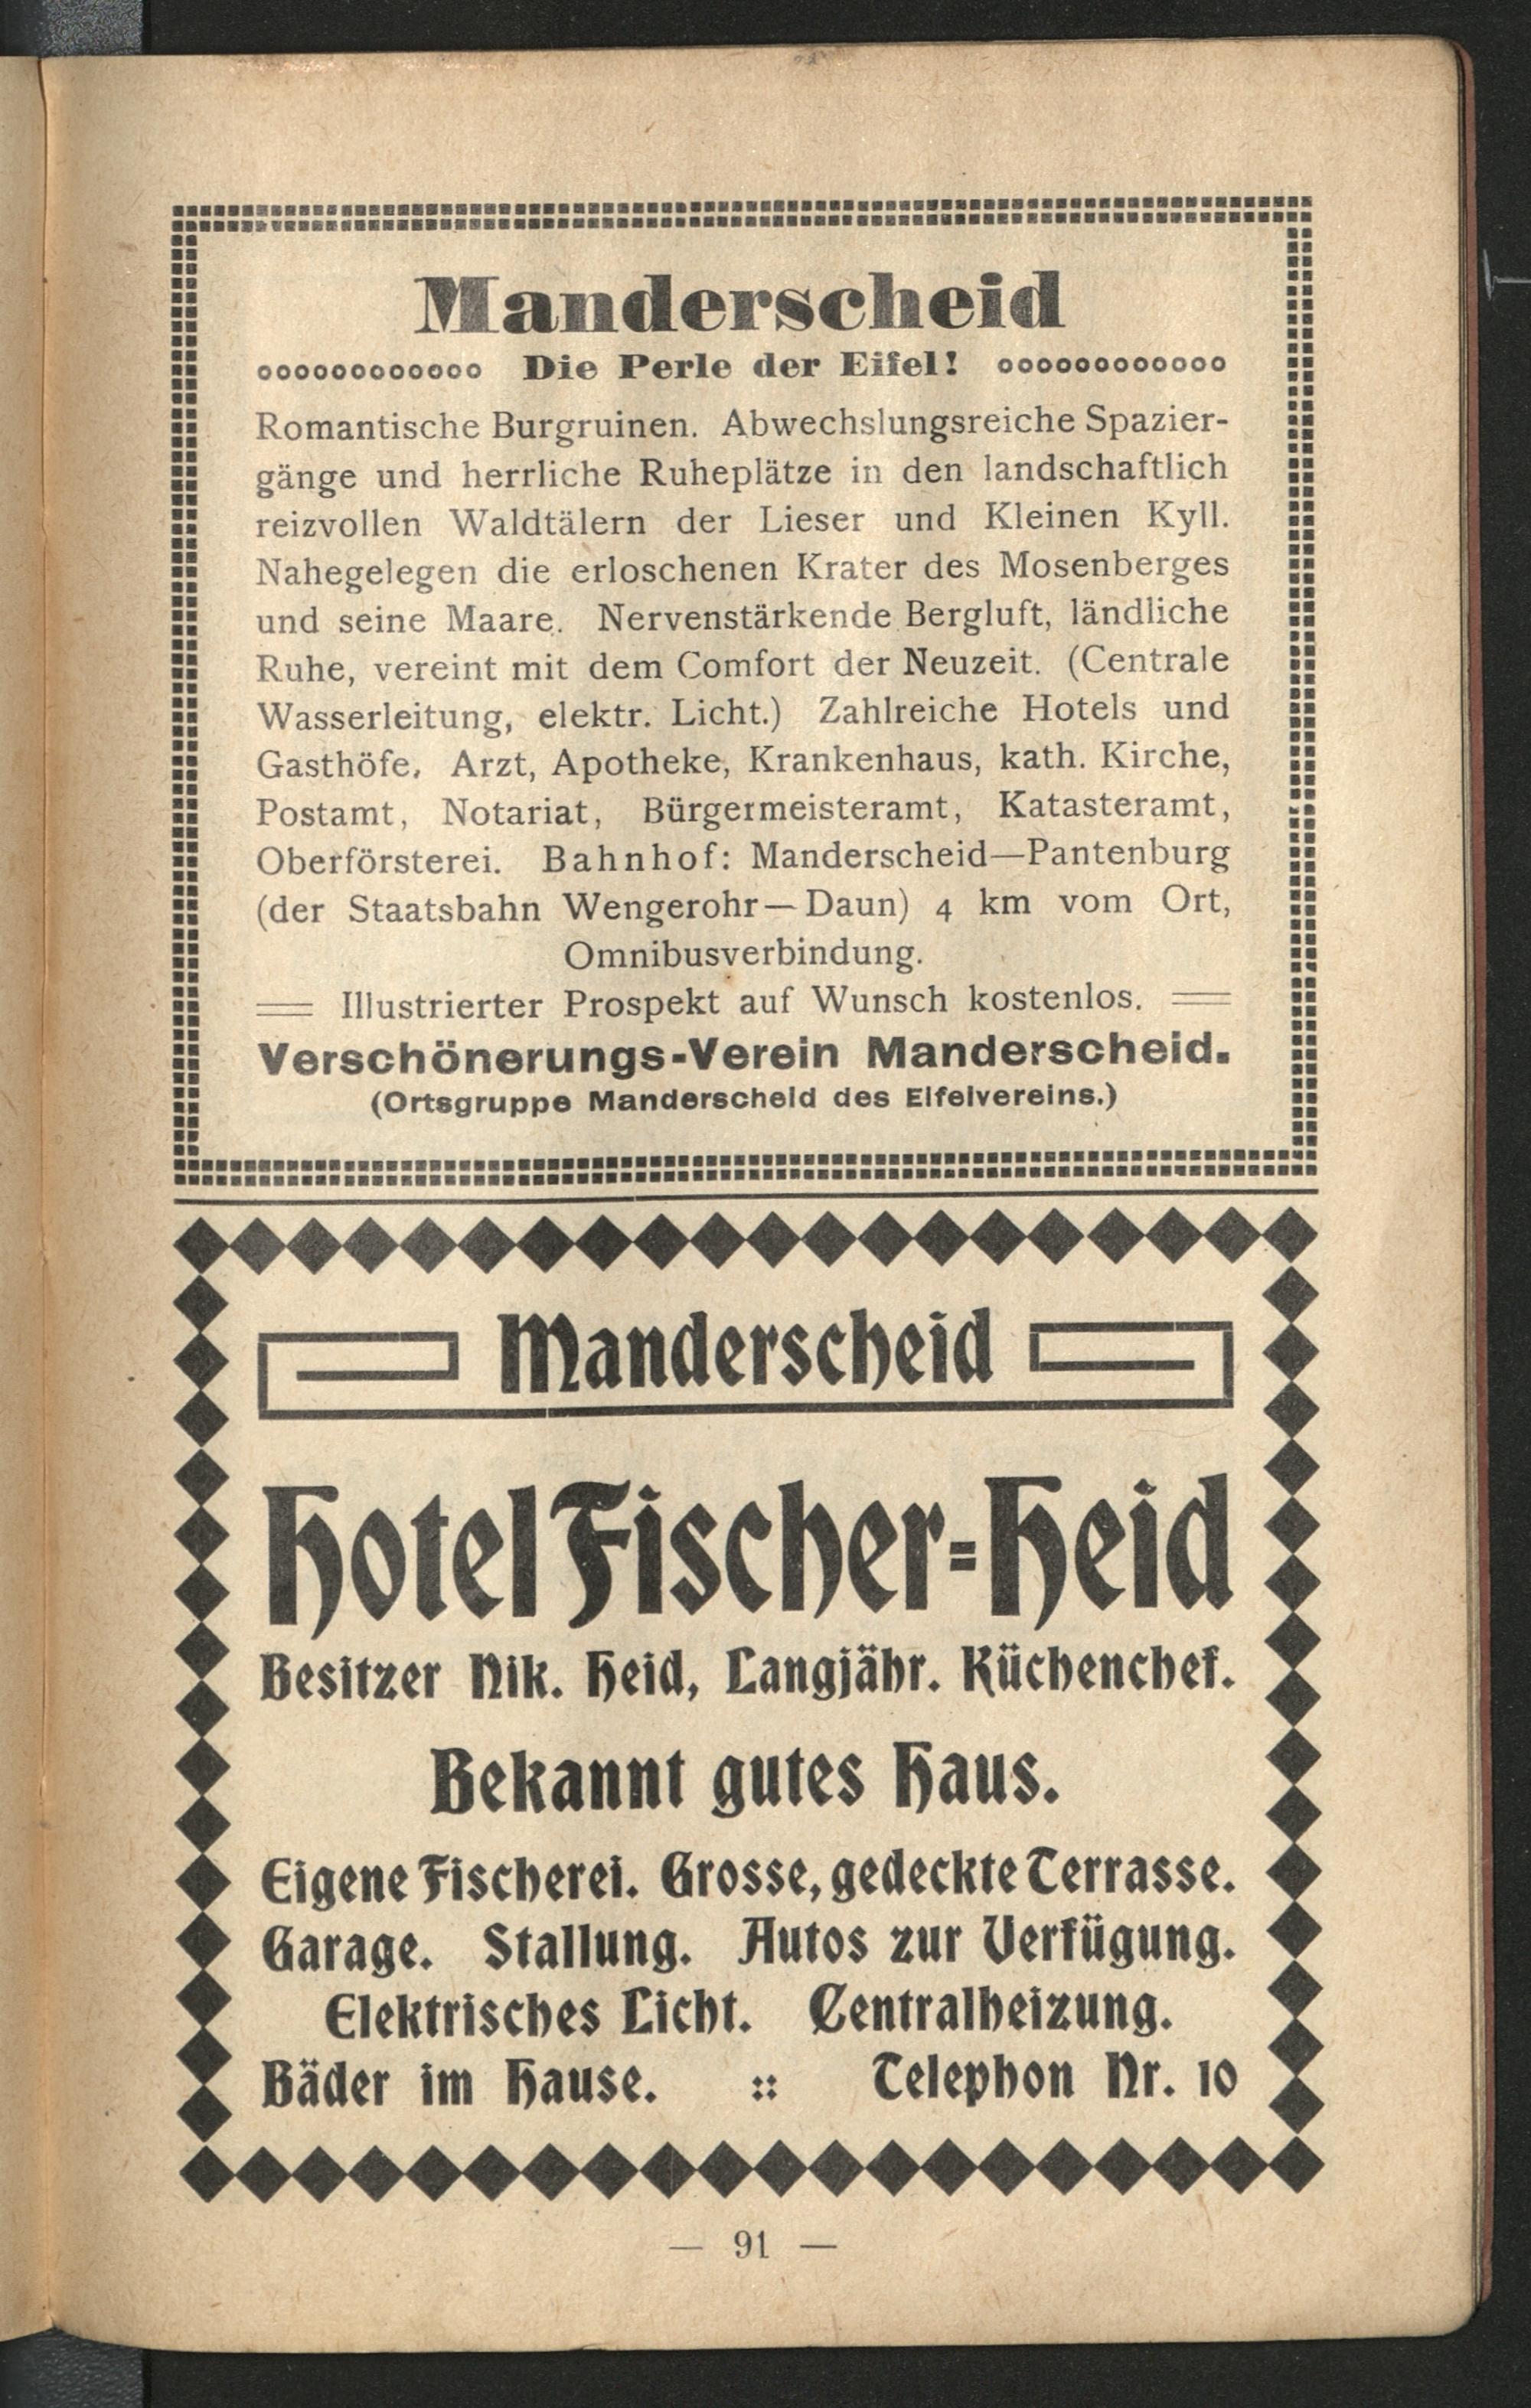 Manderscheid
Die Perle der Eifel!
Romantische Burgruinen. Abwechslungsreiche Spazier-
gänge und herrliche Ruheplätze in den landschaftlich
reizvollen Waldtälern der Lieser und Kleinen Kyll.
Nahegelegen die erloschenen Krater des Mosenberges
und seine Maare. Nervenstärkende Bergluft, ländliche
Ruhe, vereint mit dem Comfort der Neuzeit. (Centrale
Wasserleitung, elektr. Licht.) Zahlreiche Hotels und
Gasthöfe, Arzt, Apotheke, Krankenhaus, kath. Kirche,
Postamt, Notariat, Bürgermeisteramt, Katasteramt,
Oberförsterei. Bahnhof: Manderscheid—Pantenburg
(der Staatsbahn Wengerohr—Daun) 4 km vom Ort,
Omnibusverbindung.
Illustrierter Prospekt auf Wunsch kostenlos.
Verschönerungs-Verein Manderscheid.
(Ortsgruppe Manderscheid des Eifelvereins.)
Manderscheid
Hotel Fischer=Heid
Besitzer Nik. Heid, Langjähr. Küchenchef.
Bekannt gutes Haus.
Eigene Fischerei. Grosse, gedeckte Terrasse.
Garage. Stallung. Autos zur Verfügung.
Elektrisches Licht. Centralheizung.
Bäder im Hause. :: Telephon Nr. 10
— 91 —